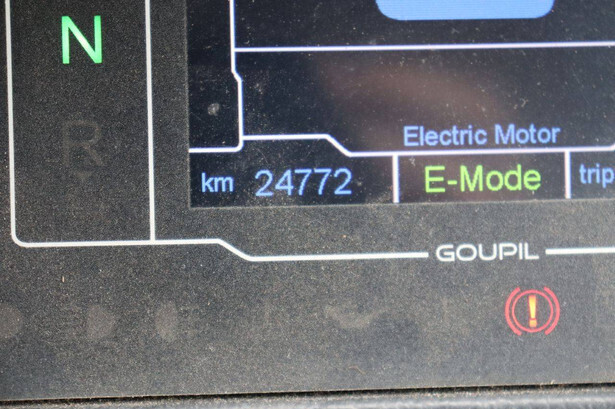 N
R
Electric Motor
km 24772 E-Mode trip
GOUPIL